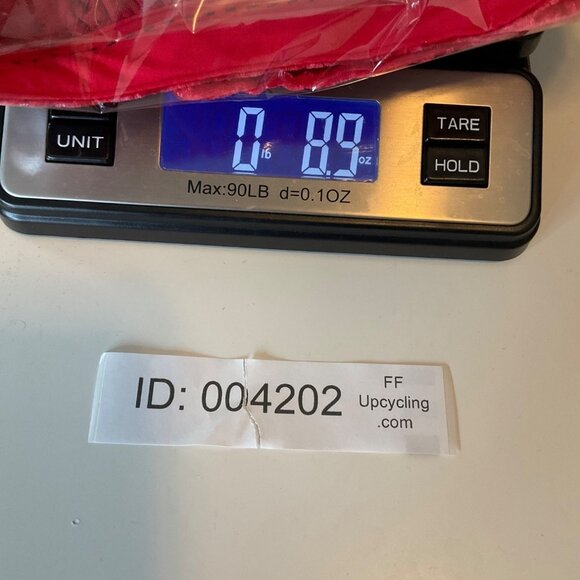 UNIT
0 lb 8.9 oz
TARE
HOLD
Max:90LB d=0.1OZ
ID: 004202
FF
Upcycling
.com